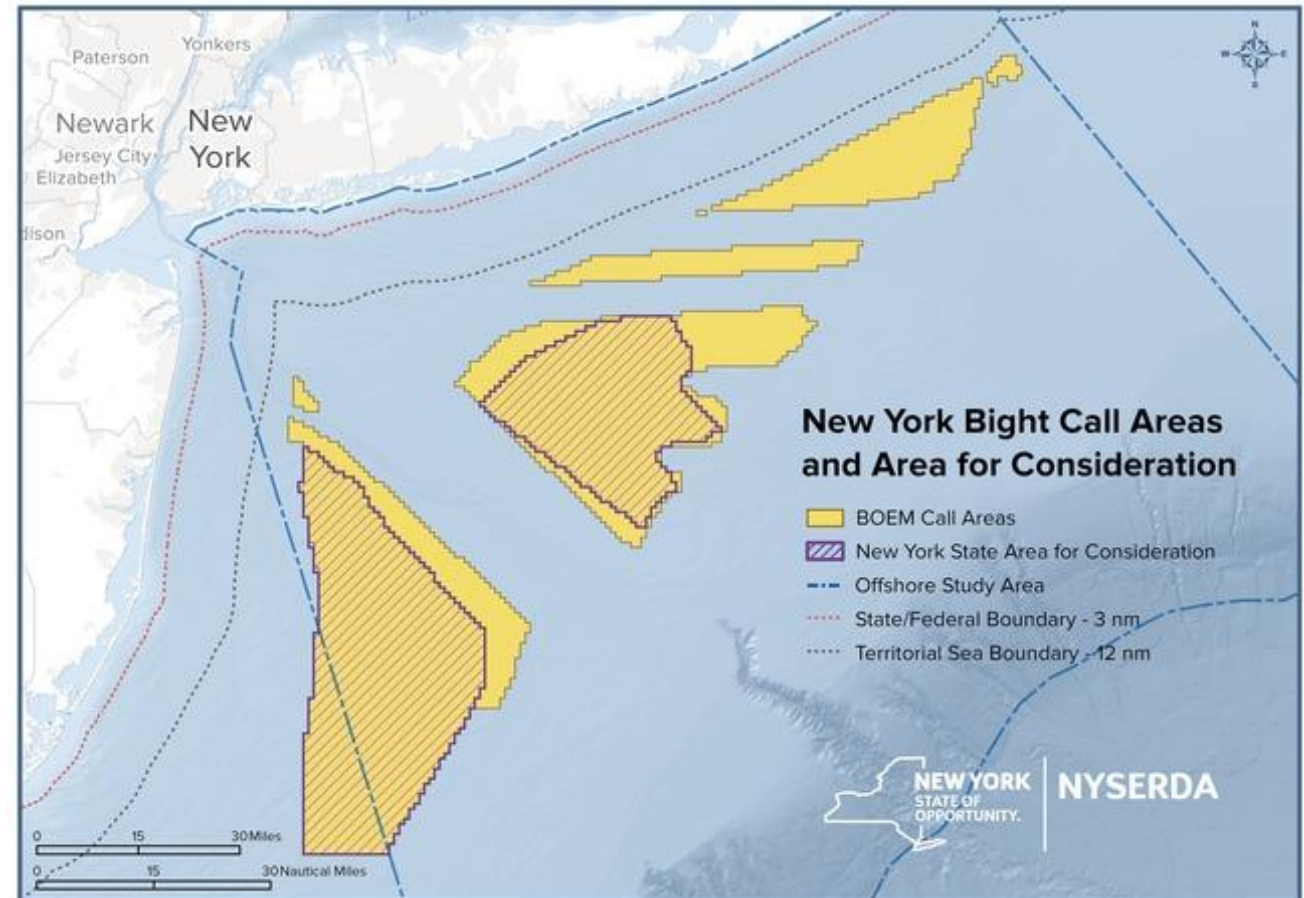 Paterson
Yonkers
Newark
New
York
Jersey City
Elizabeth
dison
N
W
E
S
New York Bight Call Areas
and Area for Consideration
BOEM Call Areas
New York State Area for Consideration
Offshore Study Area
State/Federal Boundary - 3 nm
Territorial Sea Boundary - 12 nm
NEW YORK
STATE OF
OPPORTUNITY.
NYSERDA
0 15 30 Miles
0 15 30 Nautical Miles